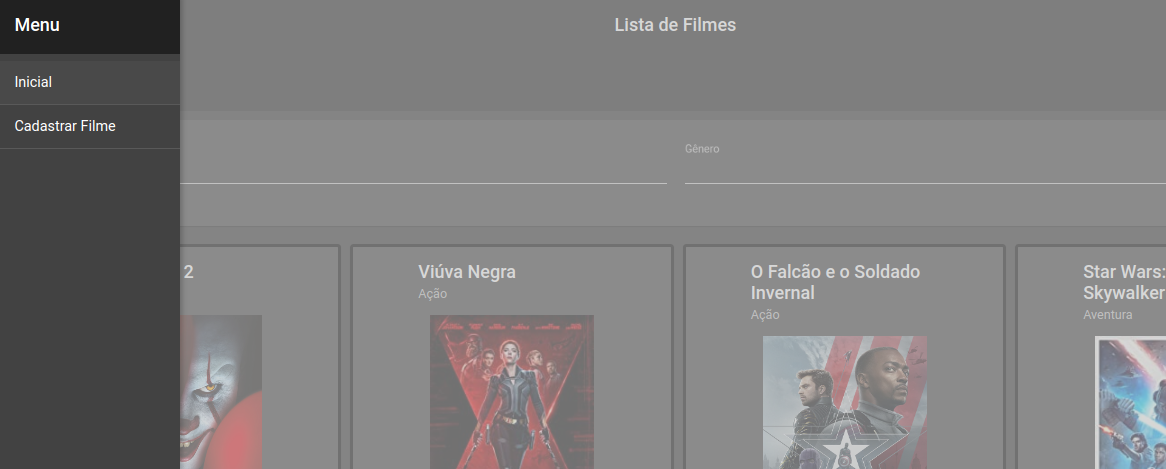 Menu
Lista de Filmes
Inicial
Cadastrar Filme
Gênero
2
Viúva Negra
Ação
O Falcão e o Soldado
Invernal
Ação
Star Wars:
Skywalker
Aventura